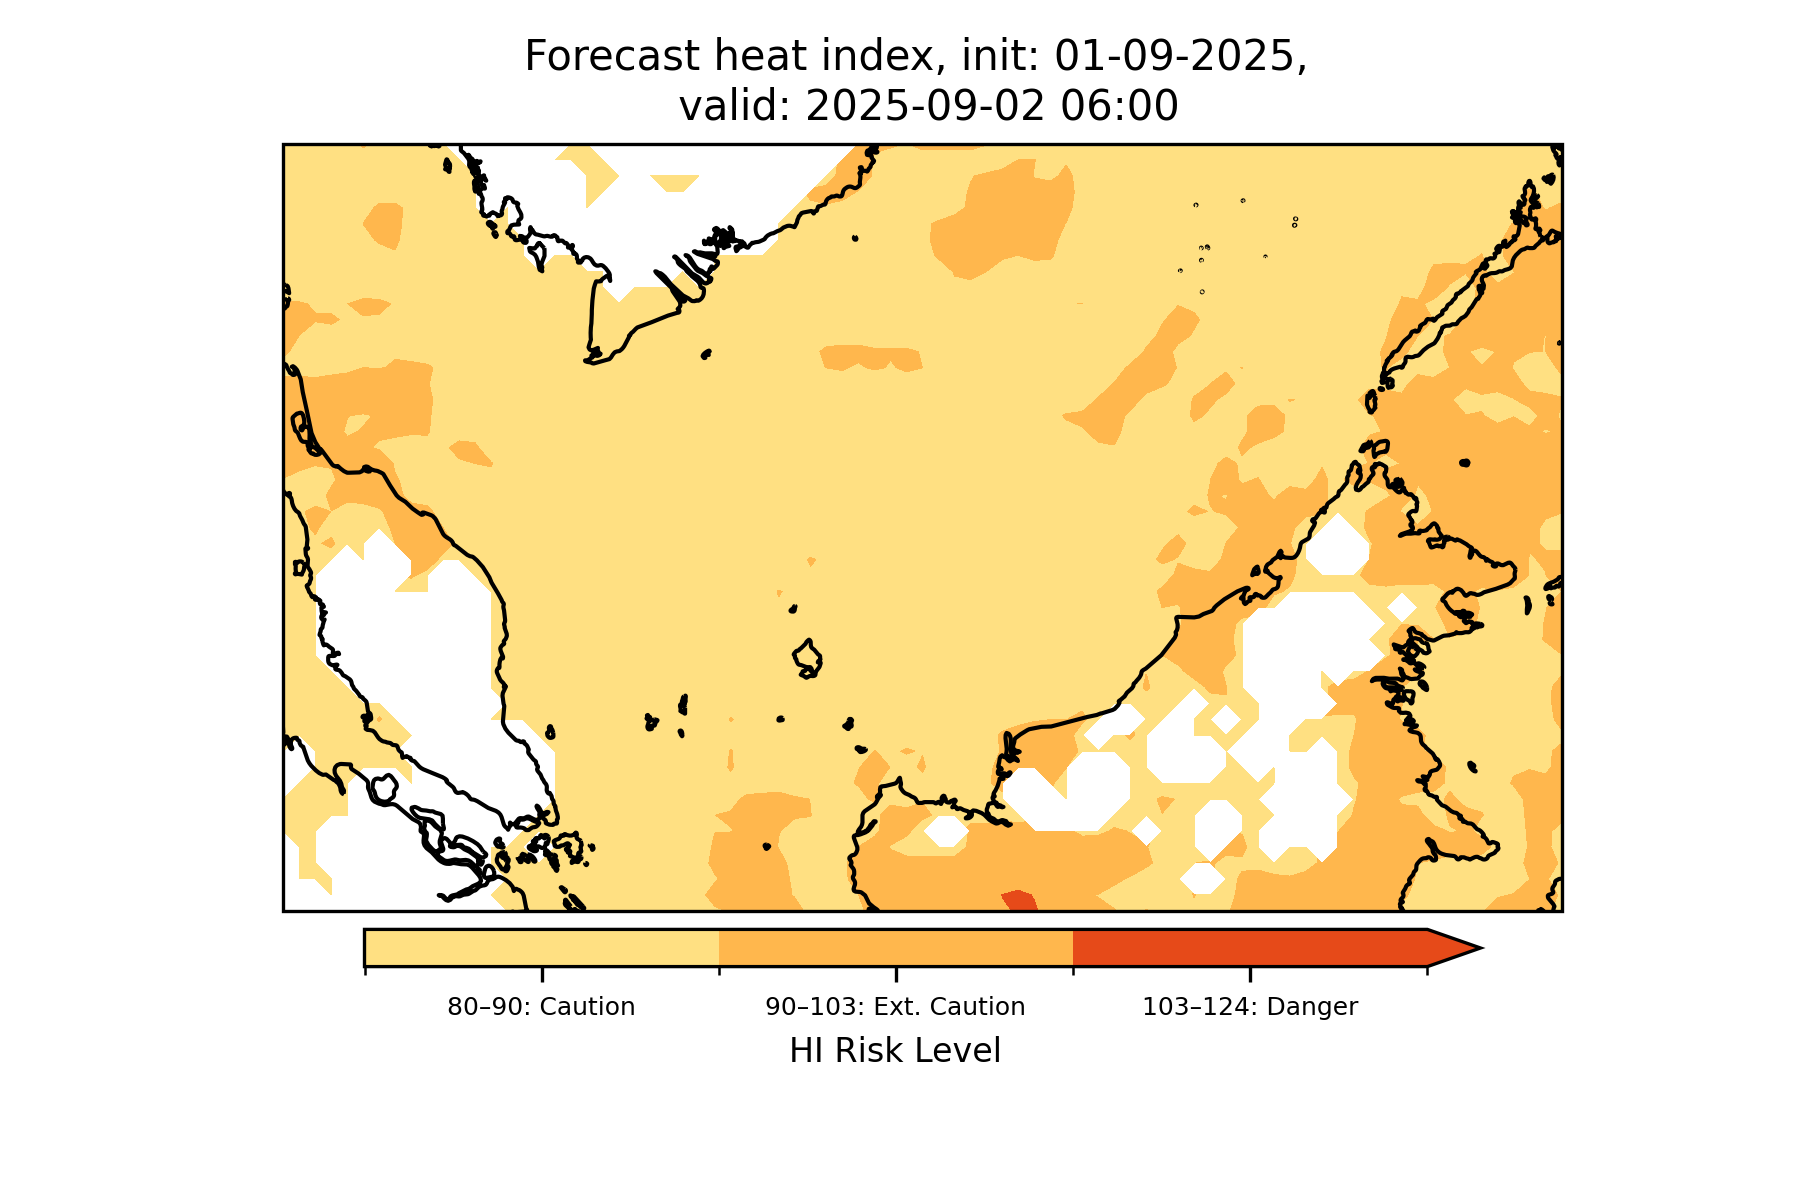 Forecast heat index, init: 01-09-2025,
valid: 2025-09-02 06:00
80–90: Caution
90–103: Ext. Caution
103–124: Danger
HI Risk Level